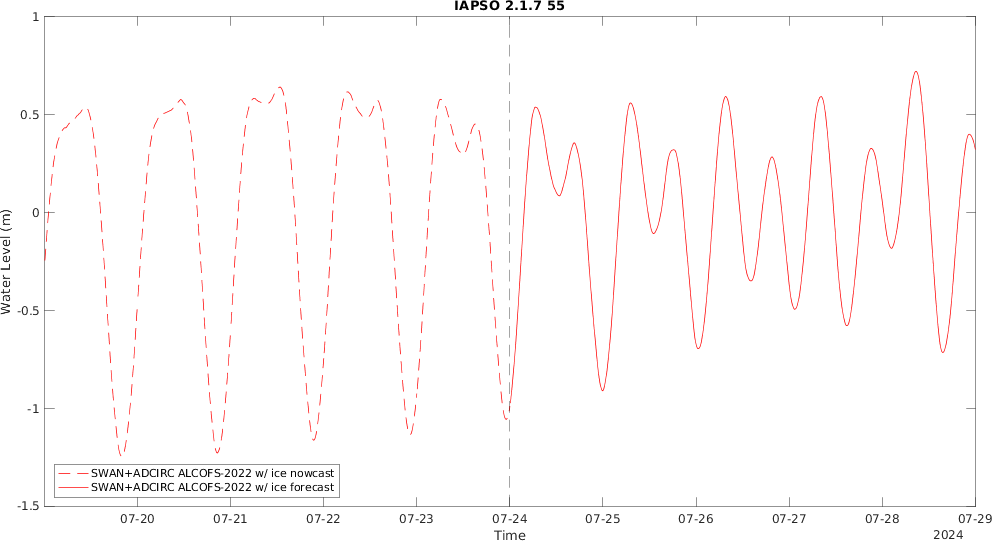 IAPSO 2.1.7 55
1
0.5
0
-0.5
-1
-1.5
Water Level (m)
SWAN+ADCIRC ALCOFS-2022 w/ ice nowcast
SWAN+ADCIRC ALCOFS-2022 w/ ice forecast
07-20 07-21 07-22 07-23 07-24 07-25 07-26 07-27 07-28 07-29
Time
2024